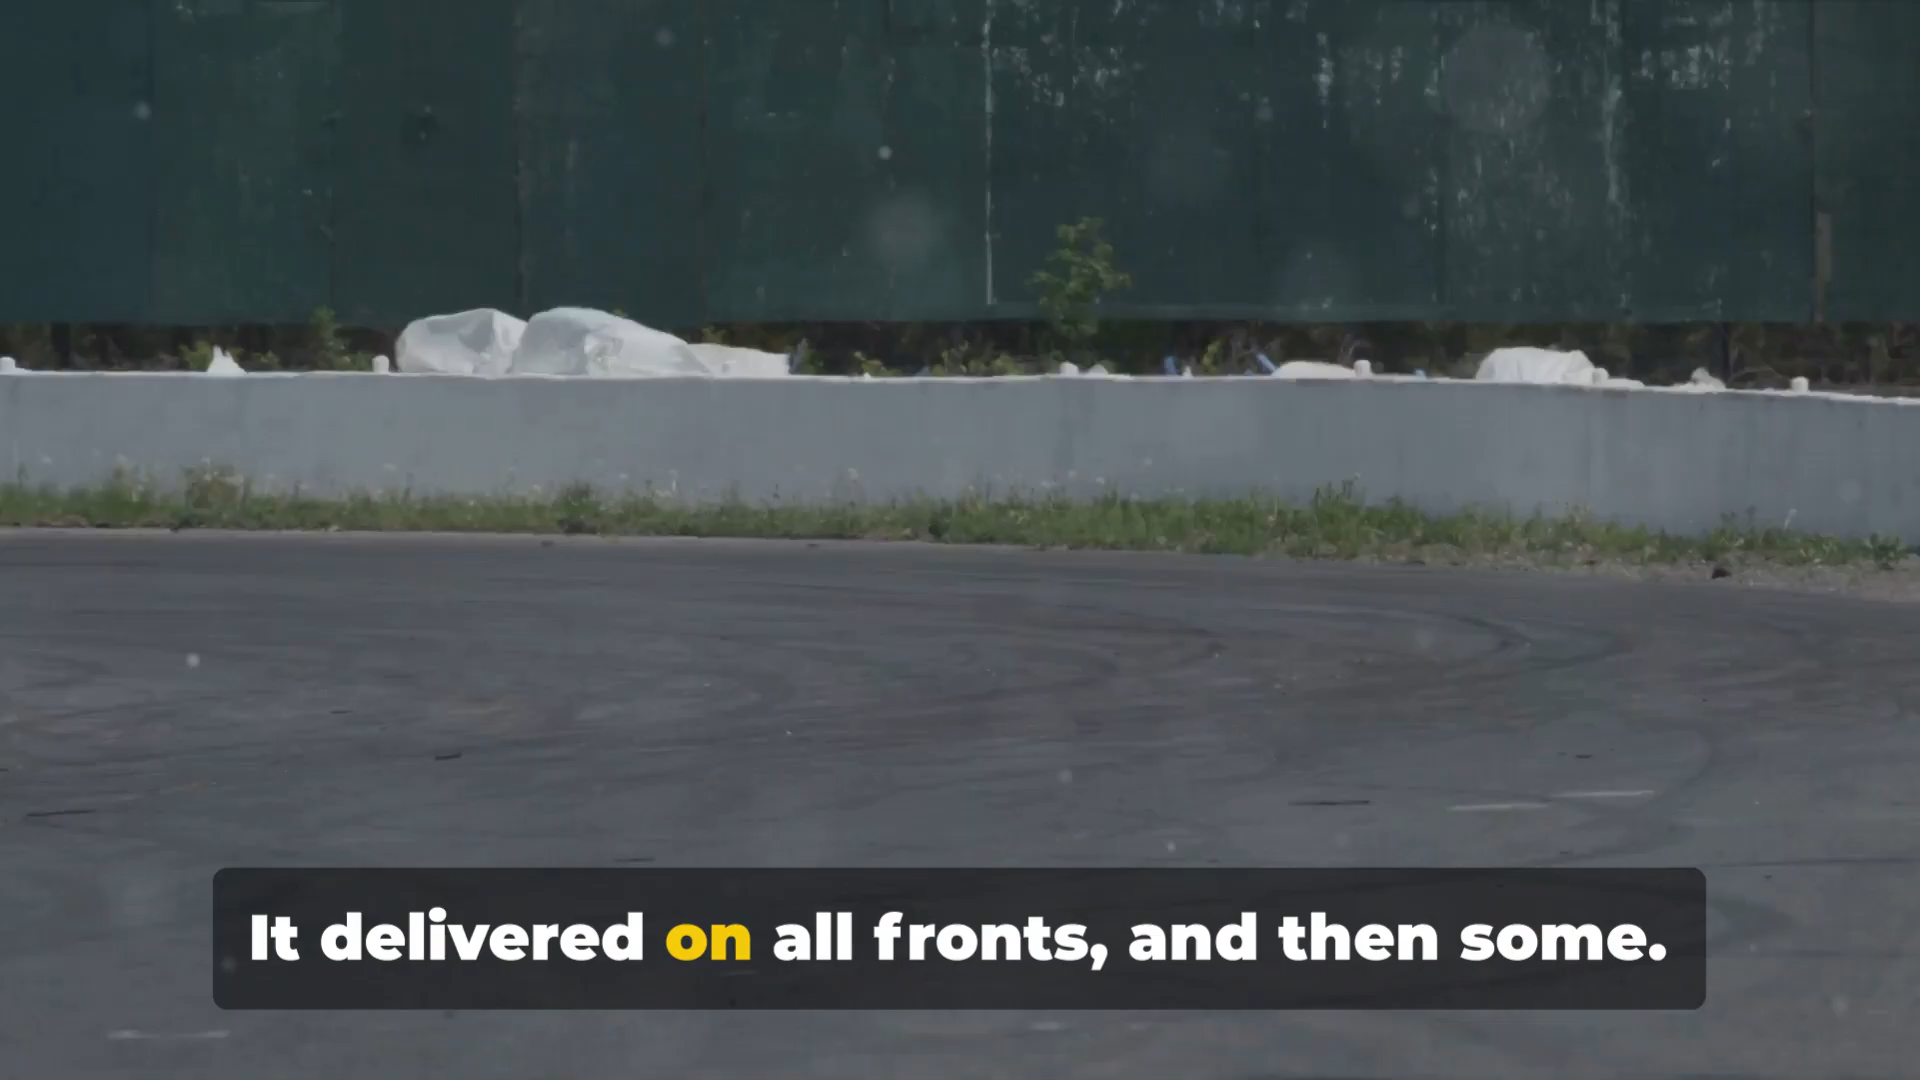 It delivered on all fronts, and then some.